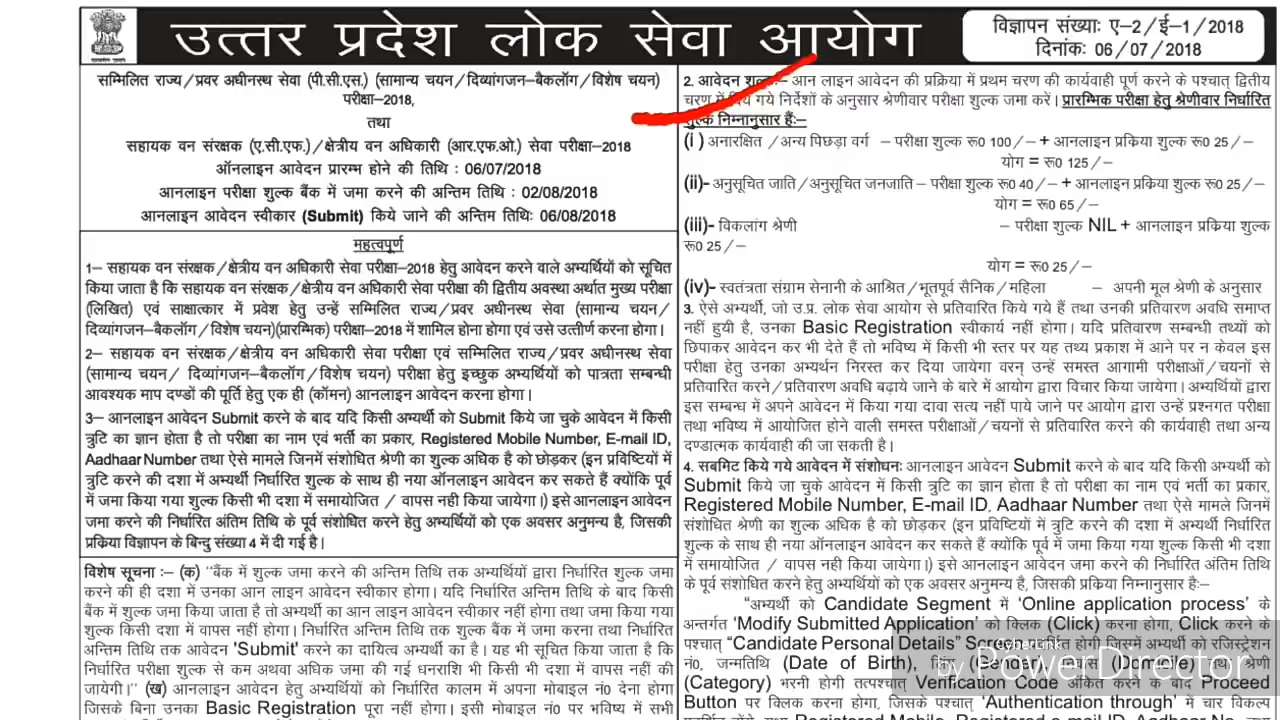 उत्तर प्रदेश लोक सेवा आयोग
विज्ञापन संख्याः ए–2/ई–1/2018
दिनांकः 06/07/2018
सम्मिलित राज्य/प्रवर अधीनस्थ सेवा (पी.सी.एस.) (सामान्य चयन/दिव्यांगजन–बैकलॉग/विशेष चयन)
परीक्षा–2018,
तथा
सहायक वन संरक्षक (ए.सी.एफ.)/क्षेत्रीय वन अधिकारी (आर.एफ.ओ.) सेवा परीक्षा–2018
ऑनलाइन आवेदन प्रारम्भ होने की तिथि : 06/07/2018
आनलाइन परीक्षा शुल्क बैंक में जमा करने की अन्तिम तिथि : 02/08/2018
आनलाइन आवेदन स्वीकार (Submit) किये जाने की अन्तिम तिथिः 06/08/2018
महत्वपूर्ण
1– सहायक वन संरक्षक/क्षेत्रीय वन अधिकारी सेवा परीक्षा–2018 हेतु आवेदन करने वाले अभ्यर्थियों को सूचित
किया जाता है कि सहायक वन संरक्षक/क्षेत्रीय वन अधिकारी सेवा परीक्षा की द्वितीय अवस्था अर्थात मुख्य परीक्षा
(लिखित) एवं साक्षात्कार में प्रवेश हेतु उन्हें सम्मिलित राज्य/प्रवर अधीनस्थ सेवा (सामान्य चयन/
दिव्यांगजन–बैकलॉग/विशेष चयन)(प्रारम्भिक) परीक्षा–2018 में शामिल होना होगा एवं उसे उत्तीर्ण करना होगा।
2– सहायक वन संरक्षक/क्षेत्रीय वन अधिकारी सेवा परीक्षा एवं सम्मिलित राज्य/प्रवर अधीनस्थ सेवा
(सामान्य चयन/ दिव्यांगजन–बैकलॉग/विशेष चयन) परीक्षा हेतु इच्छुक अभ्यर्थियों को पात्रता सम्बन्धी
आवश्यक माप दण्डों की पूर्ति हेतु एक ही (कॉमन) आनलाइन आवेदन करना होगा।
3– आनलाइन आवेदन Submit करने के बाद यदि किसी अभ्यर्थी को Submit किये जा चुके आवेदन में किसी
त्रुटि का ज्ञान होता है तो परीक्षा का नाम एवं भर्ती का प्रकार, Registered Mobile Number, E-mail ID,
Aadhaar Number तथा ऐसे मामले जिनमें संशोधित श्रेणी का शुल्क अधिक है को छोड़कर (इन प्रविष्टियों में
त्रुटि करने की दशा में अभ्यर्थी निर्धारित शुल्क के साथ ही नया ऑनलाइन आवेदन कर सकते हैं क्योंकि पूर्व
में जमा किया गया शुल्क किसी भी दशा में समायोजित / वापस नही की जायेगा।) इसे आनलाइन आवेदन
जमा करने की निर्धारित अंतिम तिथि के पूर्व संशोधित करने हेतु अभ्यर्थियों को एक अवसर अनुमन्य है, जिसकी
प्रक्रिया विज्ञापन के बिन्दु संख्या 4 में दी गई है।
विशेष सूचना :– (क) "बैंक में शुल्क जमा करने की अन्तिम तिथि तक अभ्यर्थियों द्वारा निर्धारित शुल्क जमा
करने की ही दशा में उनका आन लाइन आवेदन स्वीकार होगा। यदि निर्धारित अन्तिम तिथि के बाद किसी
बैंक में शुल्क जमा किया जाता है तो अभ्यर्थी का आन लाइन आवेदन स्वीकार नहीं होगा तथा जमा किया गया
शुल्क किसी दशा में वापस नहीं होगा। निर्धारित अन्तिम तिथि तक शुल्क बैंक में जमा करना तथा निर्धारित
अन्तिम तिथि तक आवेदन 'Submit' करने का दायित्व अभ्यर्थी का है। यह भी सूचित किया जाता है कि
निर्धारित परीक्षा शुल्क से कम अथवा अधिक जमा की गई धनराशि भी किसी भी दशा में वापस नहीं की
जायेगी।" (ख) आनलाइन आवेदन हेतु अभ्यर्थियों को निर्धारित कालम में अपना मोबाइल नं0 देना होगा
जिसके बिना उनका Basic Registration पूरा नहीं होगा। इसी मोबाइल नं0 पर भविष्य में सभी
2. आवेदन आन लाइन आवेदन की प्रक्रिया में प्रथम चरण की कार्यवाही पूर्ण करने के पश्चात् द्वितीय
चरण में गये निर्देशों के अनुसार श्रेणीवार परीक्षा शुल्क जमा करें। प्रारम्भिक परीक्षा हेतु श्रेणीवार निर्धारित
शुल्क निम्नानुसार हैं:–
(i ) अनारक्षित /अन्य पिछड़ा वर्ग – परीक्षा शुल्क रू0 100/– + आनलाइन प्रकिया शुल्क रू0 25/–
योग = रू0 125/–
(ii)- अनुसूचित जाति/अनुसूचित जनजाति – परीक्षा शुल्क रू0 40/– + आनलाइन प्रक्रिया शुल्क रू0 25/–
योग = रू0 65/–
(iii)- विकलांग श्रेणी – परीक्षा शुल्क NIL + आनलाइन प्रकिया शुल्क
रू0 25/–
योग = रू0 25/–
(iv)- स्वतंत्रता संग्राम सेनानी के आश्रित/भूतपूर्व सैनिक/महिला – अपनी मूल श्रेणी के अनुसार
3. ऐसे अभ्यर्थी, जो उ.प्र. लोक सेवा आयोग से प्रतिवारित किये गये हैं तथा उनकी प्रतिवारण अवधि समाप्त
नहीं हुयी है, उनका Basic Registration स्वीकार्य नहीं होगा। यदि प्रतिवारण सम्बन्धी तथ्यों को
छिपाकर आवेदन कर भी देते हैं तो भविष्य में किसी भी स्तर पर यह तथ्य प्रकाश में आने पर न केवल इस
परीक्षा हेतु उनका अभ्यर्थन निरस्त कर दिया जायेगा वरन् उन्हें समस्त आगामी परीक्षाओं/चयनों से
प्रतिवारित करने/प्रतिवारण अवधि बढ़ाये जाने के बारे में आयोग द्वारा विचार किया जायेगा। अभ्यर्थियों द्वारा
इस सम्बन्ध में अपने आवेदन में किया गया दावा सत्य नहीं पाये जाने पर आयोग द्वारा उन्हें प्रश्नगत परीक्षा
तथा भविष्य में आयोजित होने वाली समस्त परीक्षाओं/चयनों से प्रतिवारित करने की कार्यवाही तथा अन्य
दण्डात्मक कार्यवाही की जा सकती है।
4. सबमिट किये गये आवेदन में संशोधनः आनलाइन आवेदन Submit करने के बाद यदि किसी अभ्यर्थी को
Submit किये जा चुके आवेदन में किसी त्रुटि का ज्ञान होता है तो परीक्षा का नाम एवं भर्ती का प्रकार,
Registered Mobile Number, E-mail ID, Aadhaar Number तथा ऐसे मामले जिनमें
संशोधित श्रेणी का शुल्क अधिक है को छोड़कर (इन प्रविष्टियों में त्रुटि करने की दशा में अभ्यर्थी निर्धारित
शुल्क के साथ ही नया ऑनलाइन आवेदन कर सकते हैं क्योंकि पूर्व में जमा किया गया शुल्क किसी भी दशा
में समायोजित / वापस नही की जायेगा।) इसे आनलाइन आवेदन जमा करने की निर्धारित अंतिम तिथि
के पूर्व संशोधित करने हेतु अभ्यर्थियों को एक अवसर अनुमन्य है, जिसकी प्रक्रिया निम्नानुसार है:–
"अभ्यर्थी को Candidate Segment में 'Online application process' के
अन्तर्गत 'Modify Submitted Application' को क्लिक (Click) करना होगा, Click करने के
पश्चात् "Candidate Personal Details" होगी जिसमें अभ्यर्थी को रजिस्ट्रेशन
नं0, जन्मतिथि (Date of Birth), तथा श्रेणी
(Category) भरनी होगी तत्पश्चात् Verification Code अंकित करने के बाद Proceed
Button पर क्लिक करना होगा, जिसके पश्चात् 'Authentication through' में चार विकल्प
by PowerDirector